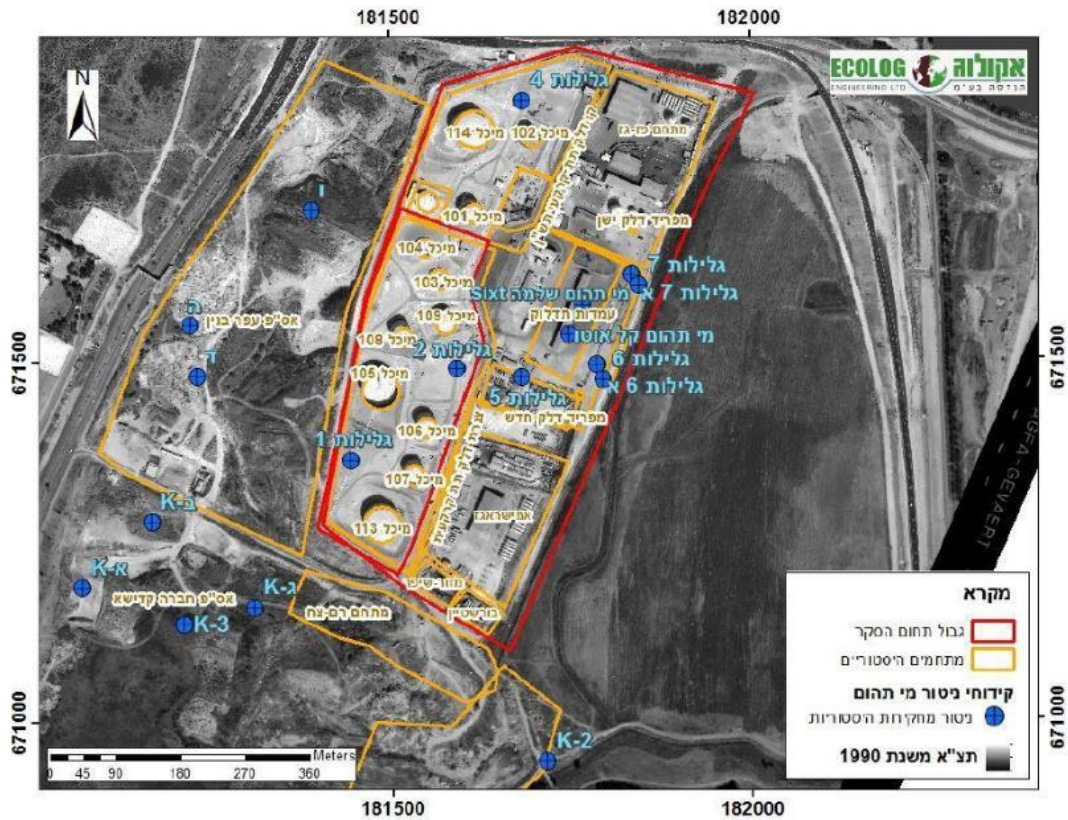 181500
182000
ECOLOG אקולוג
ENGINEERING LTD הנדסה בע"מ
N
גלילות 4
מיכל 102
מיכל 114
מתחם פז-גז
ו
מיכל 101
מפריד דלק ישן
מיכל 104
מיכל 103
גלילות 7
גלילות 7 א
מי תהום שלמה Sixt
עמדות תדלוק
ה
אס"פ עפר בנין
מיכל 109
מיכל 108
מי תהום קל אוטו
671500
671500
ד
גלילות 2
גלילות 6
גלילות 6 א
מיכל 105
גלילות 5
מפריד דלק חדש
מיכל 106
גלילות 1
מיכל 107
אמישראגז
K-ב
מיכל 113
AGFA-GEVAERT
K-א
אס"פ חברה קדישא
K-ג
K-3
מתחם רם-צח
בורשטיין
מקרא
גבול תחום הסקר
מתחמים היסטוריים
קידוחי ניטור מי תהום
ניטור מחקירות היסטוריות
תצ"א משנת 1990
671000
671000
K-2
Meters
0 45 90 180 270 360
181500
182000